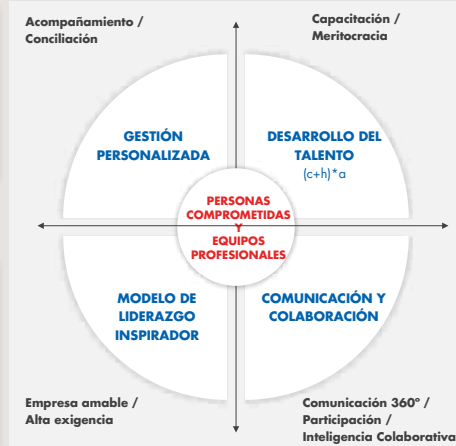 Acompañamiento /
Conciliación
Capacitación /
Meritocracia
GESTIÓN
PERSONALIZADA
DESARROLLO DEL
TALENTO
(c+h)*a
PERSONAS
COMPROMETIDAS
Y
EQUIPOS
PROFESIONALES
MODELO DE
LIDERAZGO
INSPIRADOR
COMUNICACIÓN Y
COLABORACIÓN
Empresa amable /
Alta exigencia
Comunicación 360º /
Participación /
Inteligencia Colaborativa